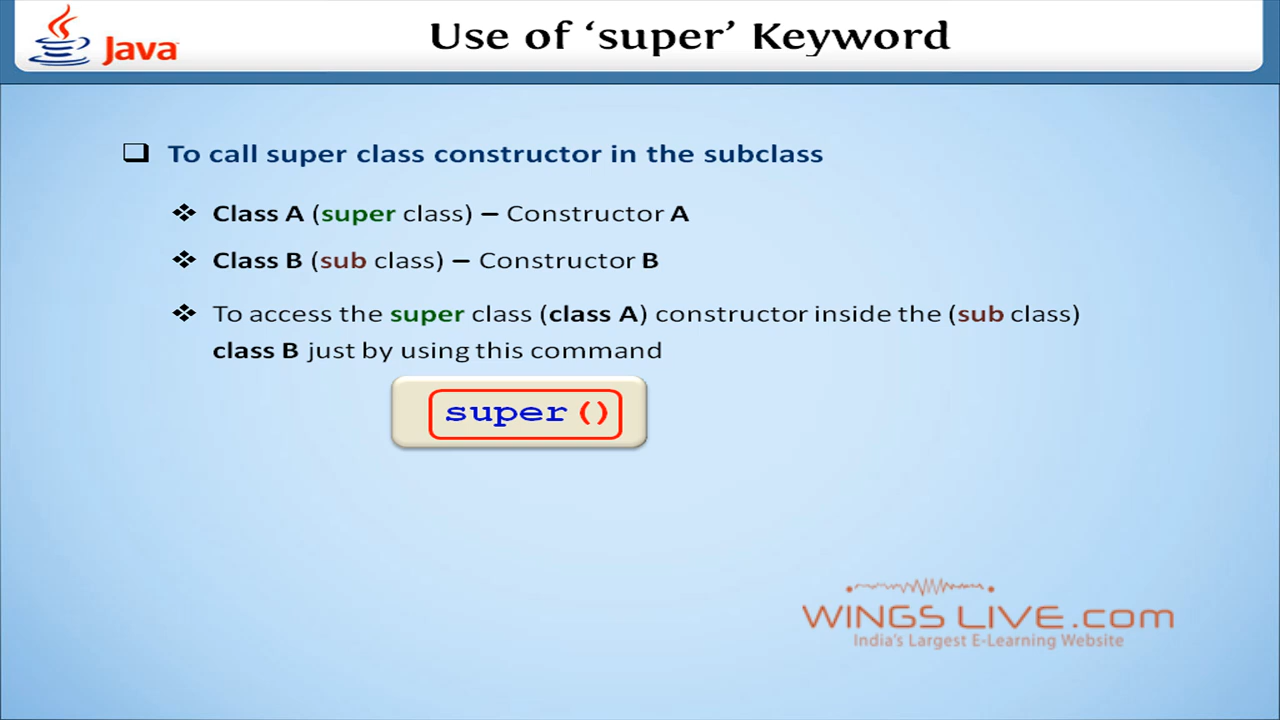 Java
Use of ‘super’ Keyword
To call super class constructor in the subclass
Class A (super class) – Constructor A
Class B (sub class) – Constructor B
To access the super class (class A) constructor inside the (sub class)
class B just by using this command
super()
WINGS LIVE.com
India's Largest E-Learning Website